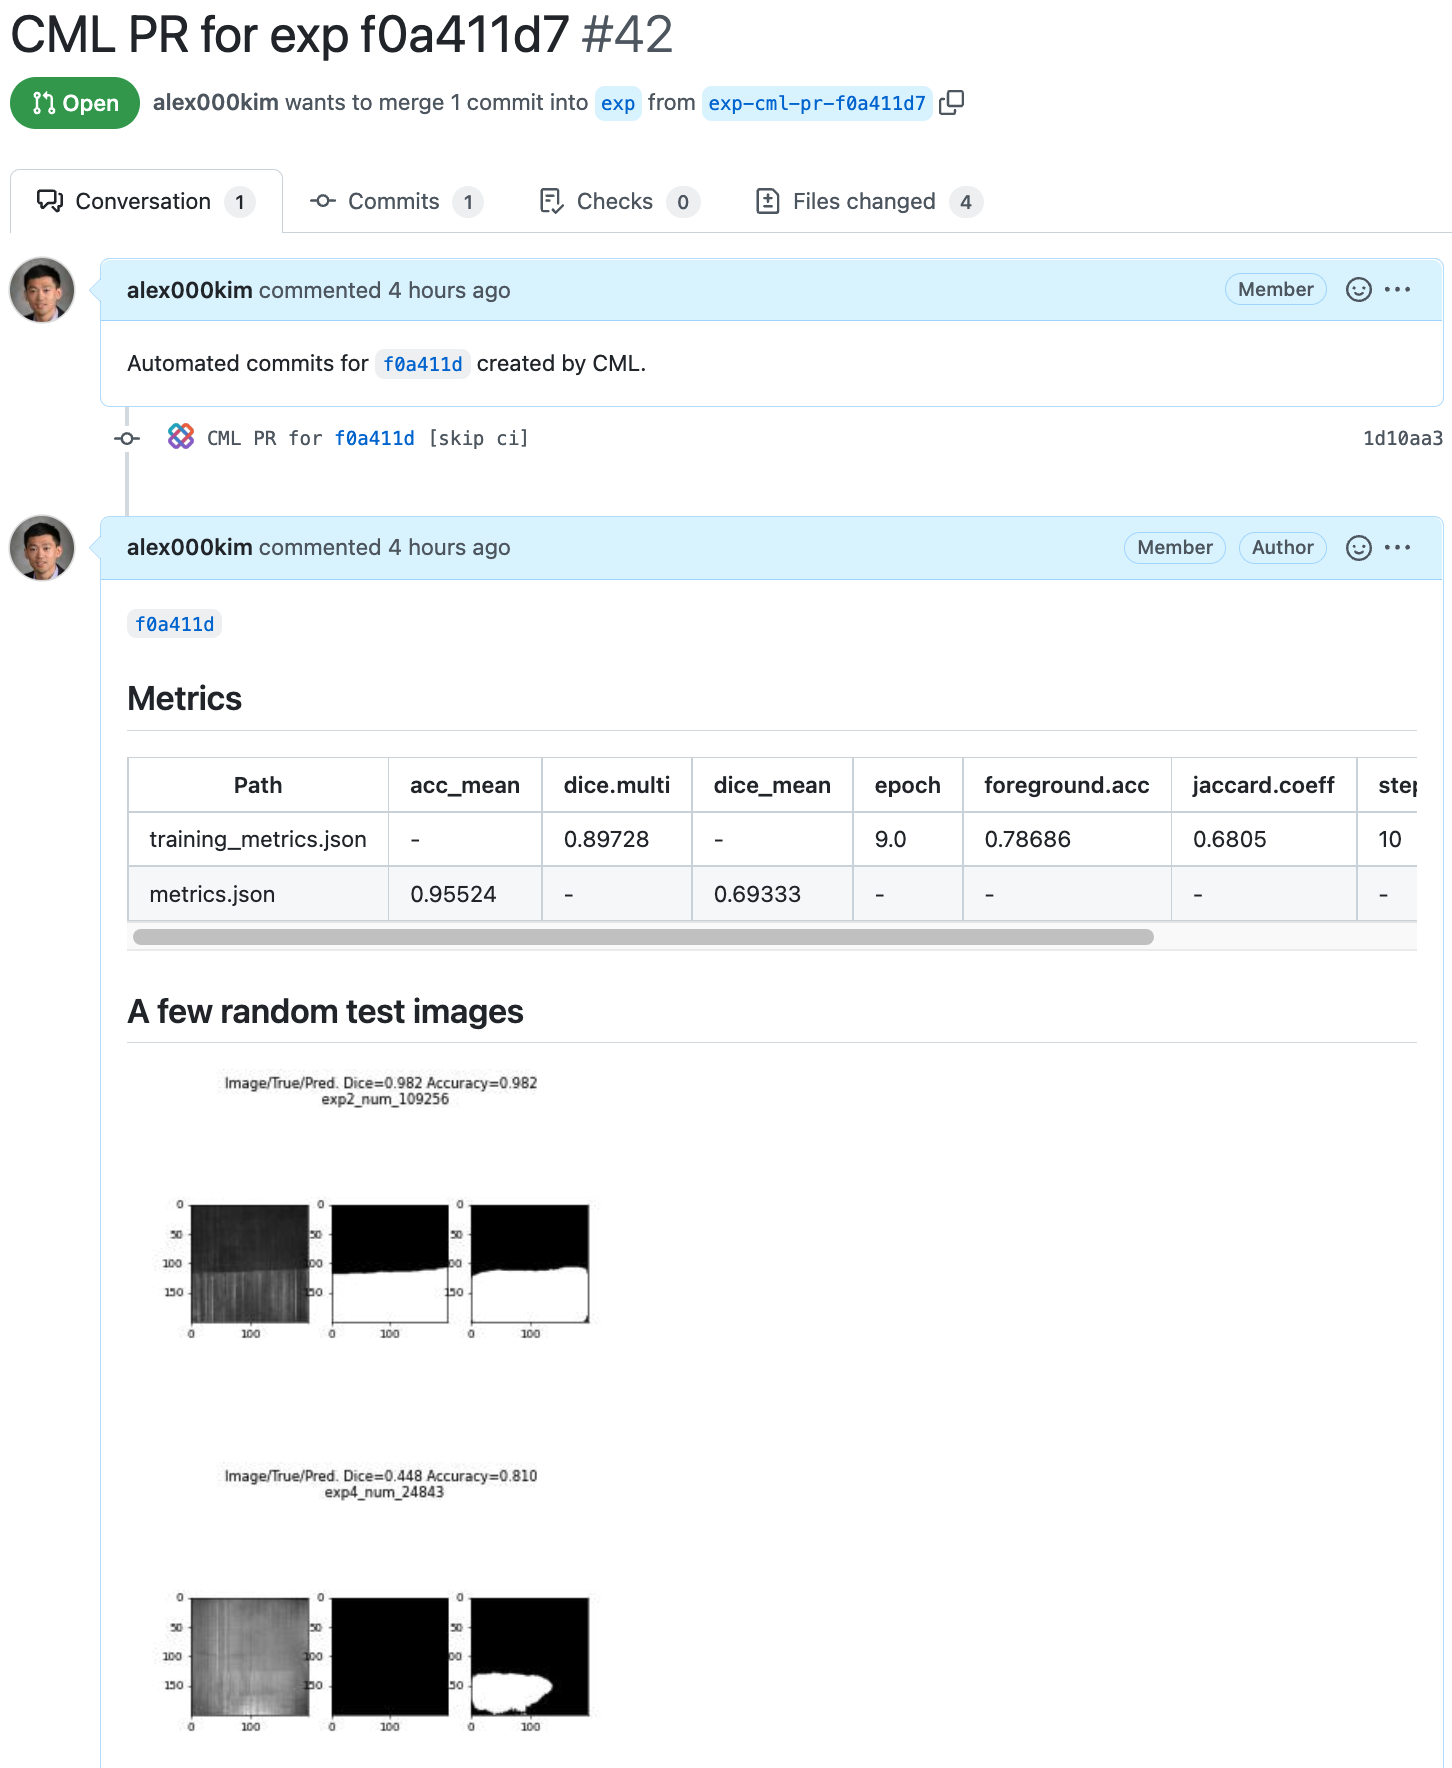 CML PR for exp f0a411d7 #42
Open alex000kim wants to merge 1 commit into exp from exp-cml-pr-f0a411d7
Conversation 1 Commits 1 Checks 0 Files changed 4
alex000kim commented 4 hours ago Member
Automated commits for f0a411d created by CML.
CML PR for f0a411d [skip ci] 1d10aa3
alex000kim commented 4 hours ago Member Author
f0a411d
Metrics
Path acc_mean dice.multi dice_mean epoch foreground.acc jaccard.coeff step
training_metrics.json - 0.89728 - 9.0 0.78686 0.6805 10
metrics.json 0.95524 - 0.69333 - - - -
A few random test images
Image/True/Pred. Dice=0.982 Accuracy=0.982
exp2_num_109256
0 0 0
50 50 50
100 00 00
150 150 150
0 100 0 100 0 100
Image/True/Pred. Dice=0.448 Accuracy=0.810
exp4_num_24843
0 0 0
50 50 50
100 00 00
150 150 150
0 100 0 100 0 100